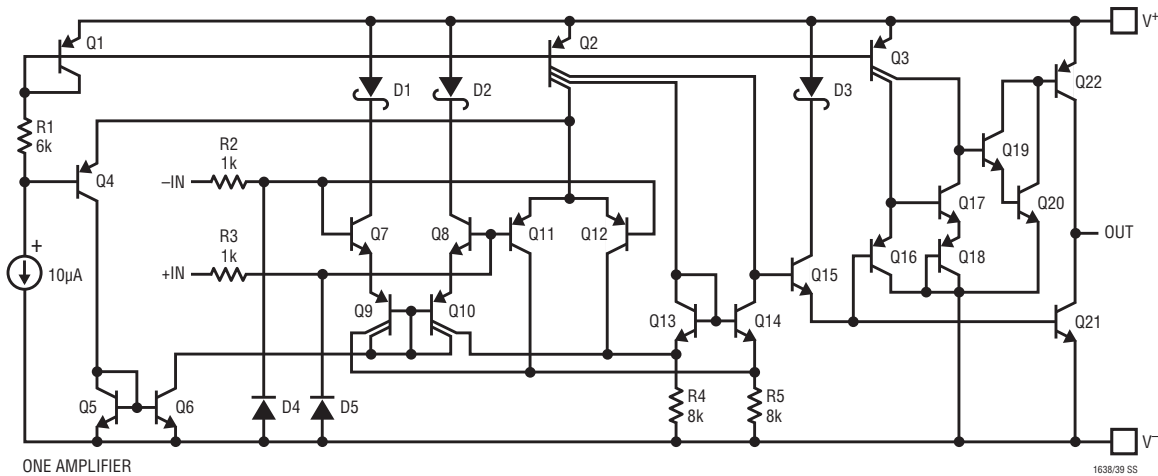 V+
Q1
Q2
Q3
D1
D2
D3
Q22
R1
6k
R2
1k
Q19
Q4
–IN
Q20
Q17
Q7
Q8
Q11
Q12
OUT
R3
1k
Q16
Q18
+
10µA
+IN
Q15
Q9
Q10
Q13
Q14
Q21
R4
8k
R5
8k
Q5
Q6
D4
D5
V–
ONE AMPLIFIER
1638/39 SS